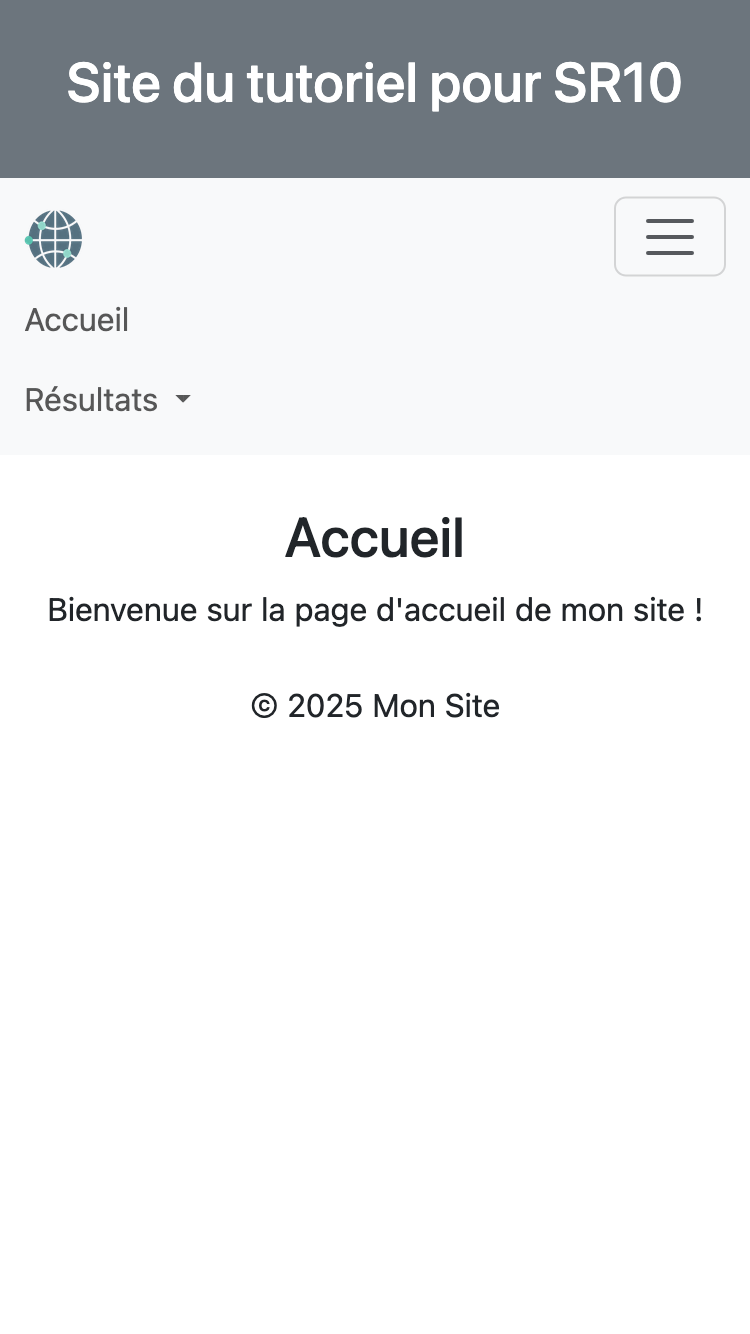 Site du tutoriel pour SR10
Accueil
Résultats
Accueil
Bienvenue sur la page d'accueil de mon site !
© 2025 Mon Site